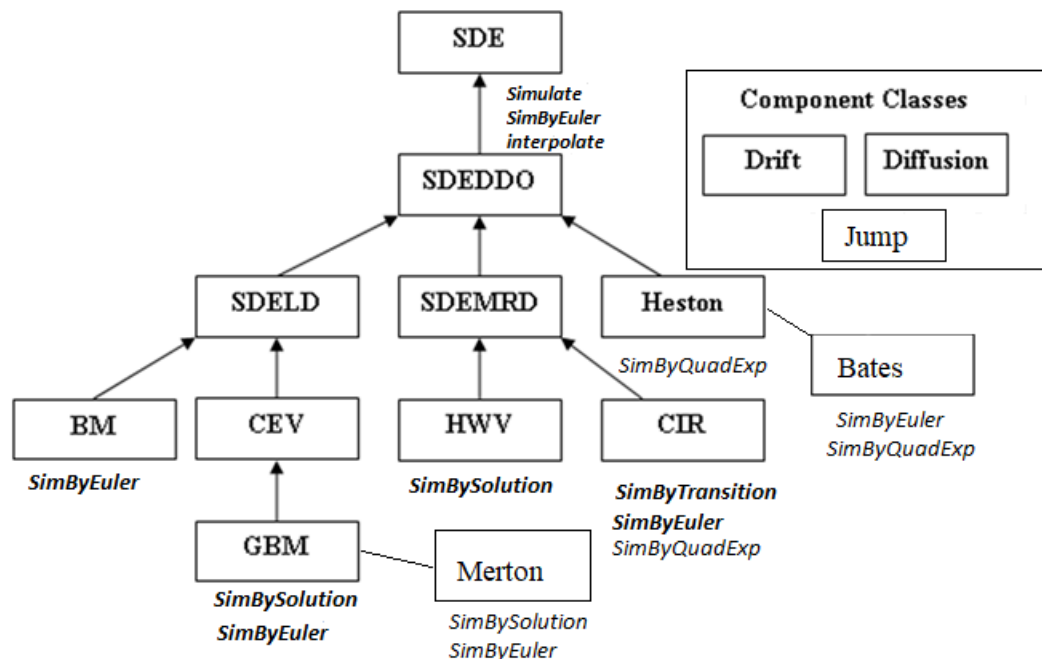 SDE
Simulate
SimByEuler
interpolate
Component Classes
Drift
Diffusion
Jump
SDEDDO
SDELD
SDEMRD
Heston
SimByQuadExp
Bates
SimByEuler
SimByQuadExp
BM
SimByEuler
CEV
HWV
SimBySolution
CIR
SimByTransition
SimByEuler
SimByQuadExp
GBM
SimBySolution
SimByEuler
Merton
SimBySolution
SimByEuler